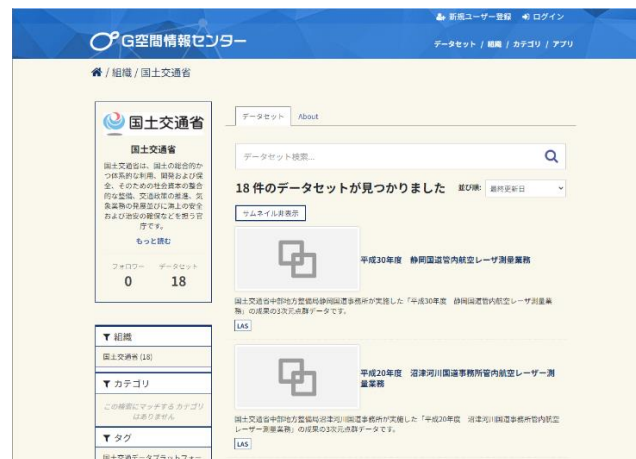 新規ユーザー登録 ログイン
G空間情報センター
データセット / 組織 / カテゴリ / アプリ
/ 組織 / 国土交通省
国土交通省
国土交通省
国土交通省は、国土の総合的か
つ体系的な利用、開発および保
全、そのための社会資本の整合
的な整備、交通政策の推進、気
象業務の発展並びに海上の安全
および治安の確保などを担う官
庁です。
もっと読む
フォロワー データセット
0 18
組織
国土交通省 (18)
カテゴリ
この検索にマッチする カテゴリ
はありません
タグ
国土交通データプラットフォー
データセット About
データセット検索...
18 件のデータセットが見つかりました 並び順: 最終更新日
サムネイル非表示
平成30年度 静岡国道管内航空レーザ測量業務
国土交通省中部地方整備局静岡国道事務所が実施した「平成30年度 静岡国道管内航空レーザ測量業
務」の成果の3次元点群データです。
LAS
平成20年度 沼津河川国道事務所管内航空レーザー測
量業務
国土交通省中部地方整備局沼津河川国道事務所が実施した「平成20年度 沼津河川国道事務所管内航空
レーザー測量業務」の成果の3次元点群データです。
LAS